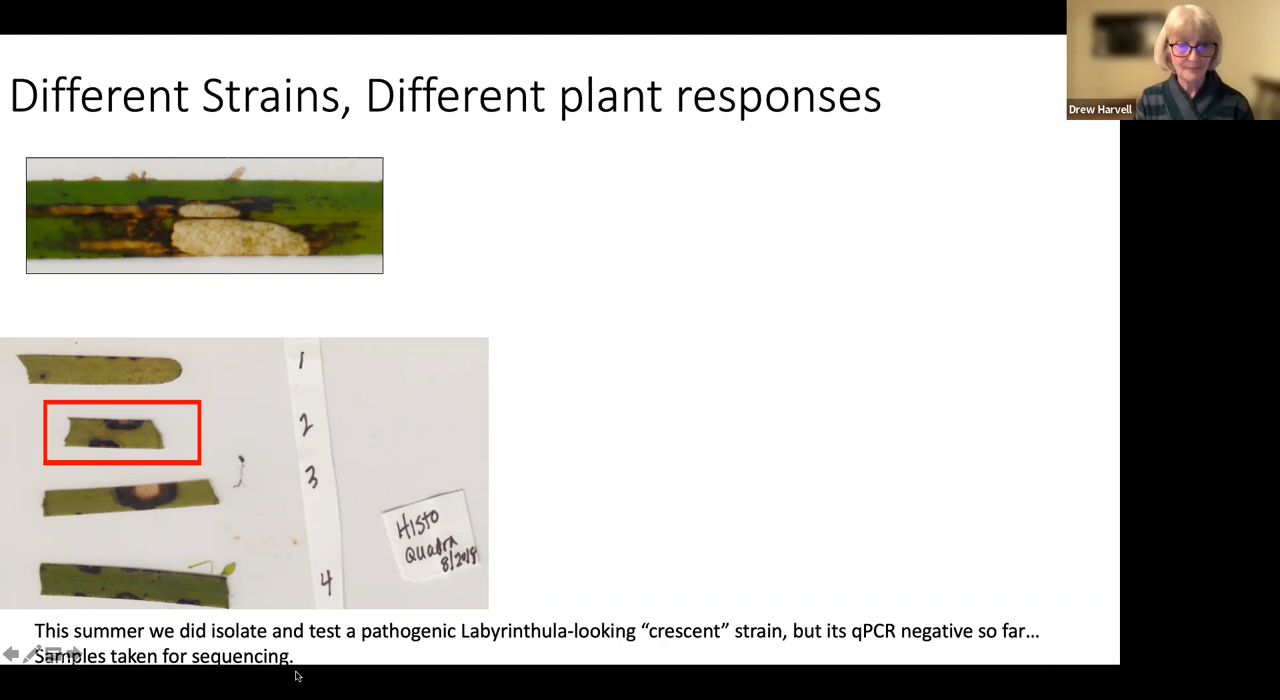 Different Strains, Different plant responses
Drew Harvell
1
2
3
4
Histo
Quadra
8/2019
This summer we did isolate and test a pathogenic Labyrinthula-looking “crescent” strain, but its qPCR negative so far...
Samples taken for sequencing.